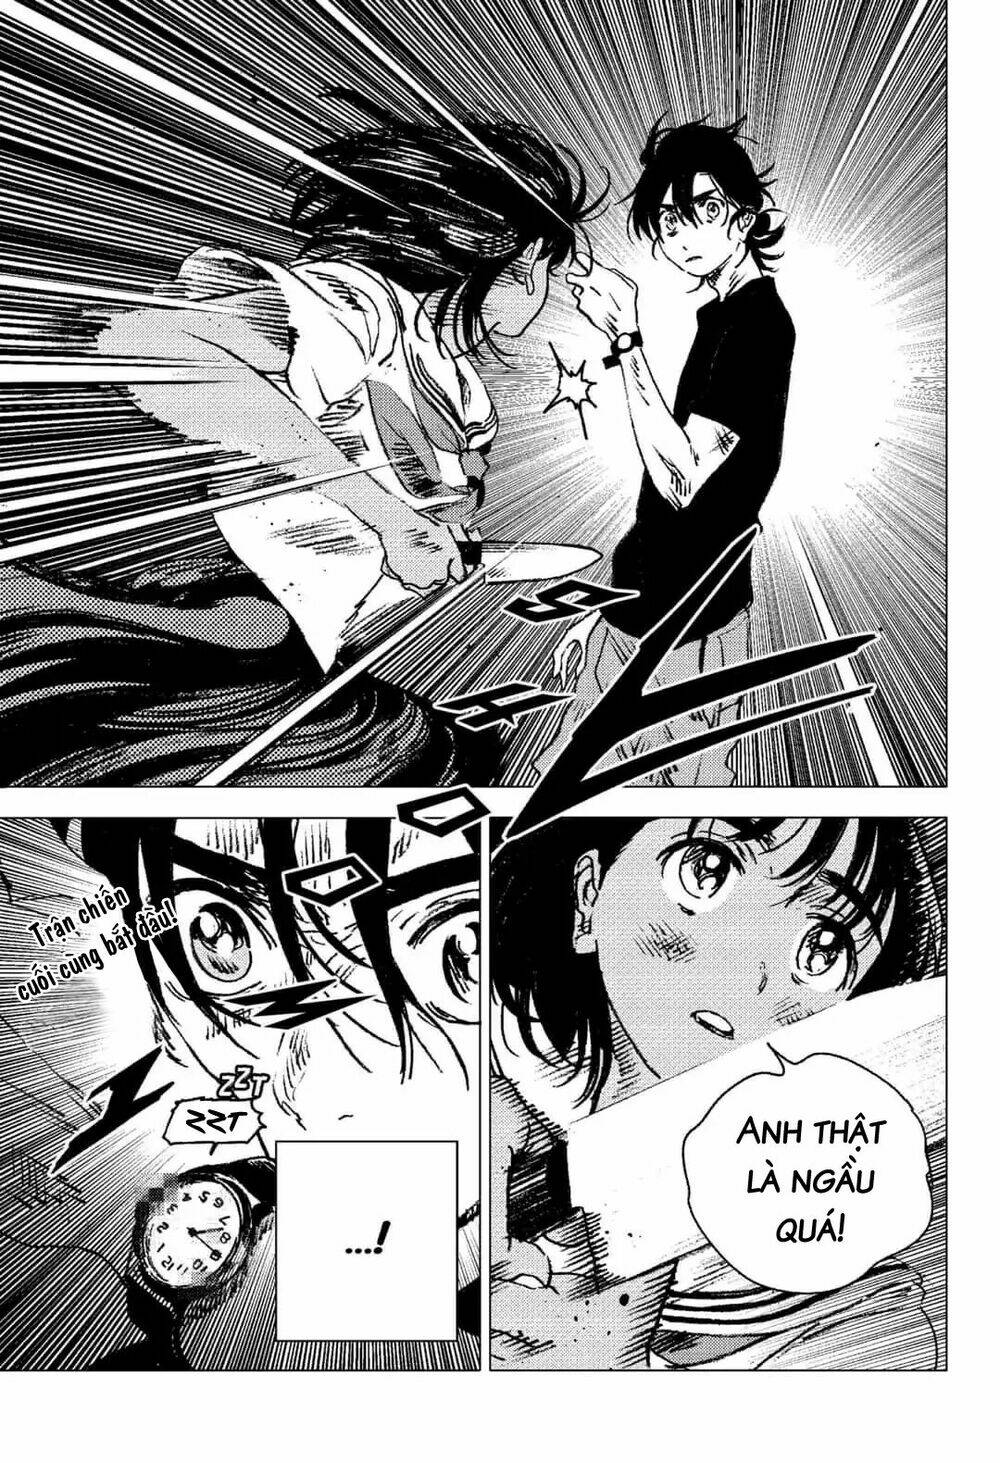 Anh thật
là ngầu
quá!
....!
ZZT
ZZT
Trận chiến
cuối cùng bắt đầu!